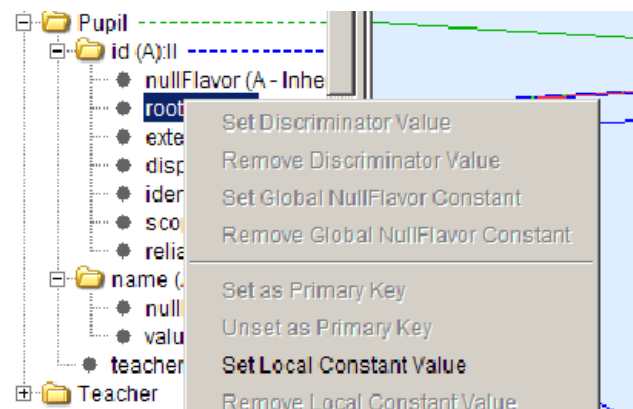 Pupil
id (A):II
nullFlavor (A - Inhe
root
exte
disp
iden
sco
relia
name (
null
valu
teacher
Teacher
Set Discriminator Value
Remove Discriminator Value
Set Global NullFlavor Constant
Remove Global NullFlavor Constant
Set as Primary Key
Unset as Primary Key
Set Local Constant Value
Remove Local Constant Value